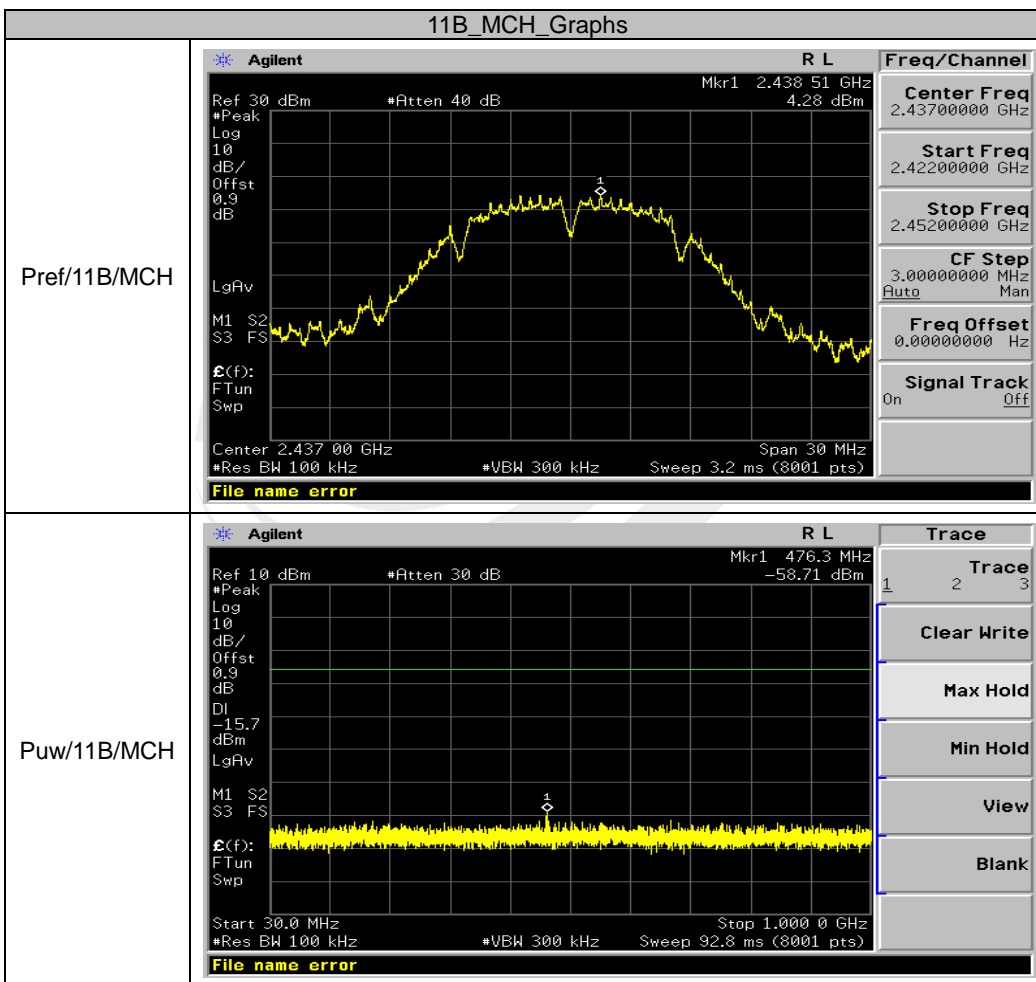 11B_MCH_Graphs
Pref/11B/MCH
Agilent R L
Mkr1 2.438 51 GHz
Ref 30 dBm #Atten 40 dB 4.28 dBm
#Peak
Log
10
dB/
Offst
0.9
dB
LgAv
M1 S2
S3 FS
£(f):
FTun
Swp
1
Center 2.437 00 GHz Span 30 MHz
#Res BW 100 kHz #VBW 300 kHz Sweep 3.2 ms (8001 pts)
File name error
Freq/Channel
Center Freq
2.43700000 GHz
Start Freq
2.42200000 GHz
Stop Freq
2.45200000 GHz
CF Step
3.00000000 MHz
Auto Man
Freq Offset
0.00000000 Hz
Signal Track
On Off
Puw/11B/MCH
Agilent R L
Mkr1 476.3 MHz
Ref 10 dBm #Atten 30 dB -58.71 dBm
#Peak
Log
10
dB/
Offst
0.9
dB
DI
-15.7
dBm
LgAv
M1 S2
S3 FS
£(f):
FTun
Swp
1
Start 30.0 MHz Stop 1.000 0 GHz
#Res BW 100 kHz #VBW 300 kHz Sweep 92.8 ms (8001 pts)
File name error
Trace
Trace
1 2 3
Clear Write
Max Hold
Min Hold
View
Blank